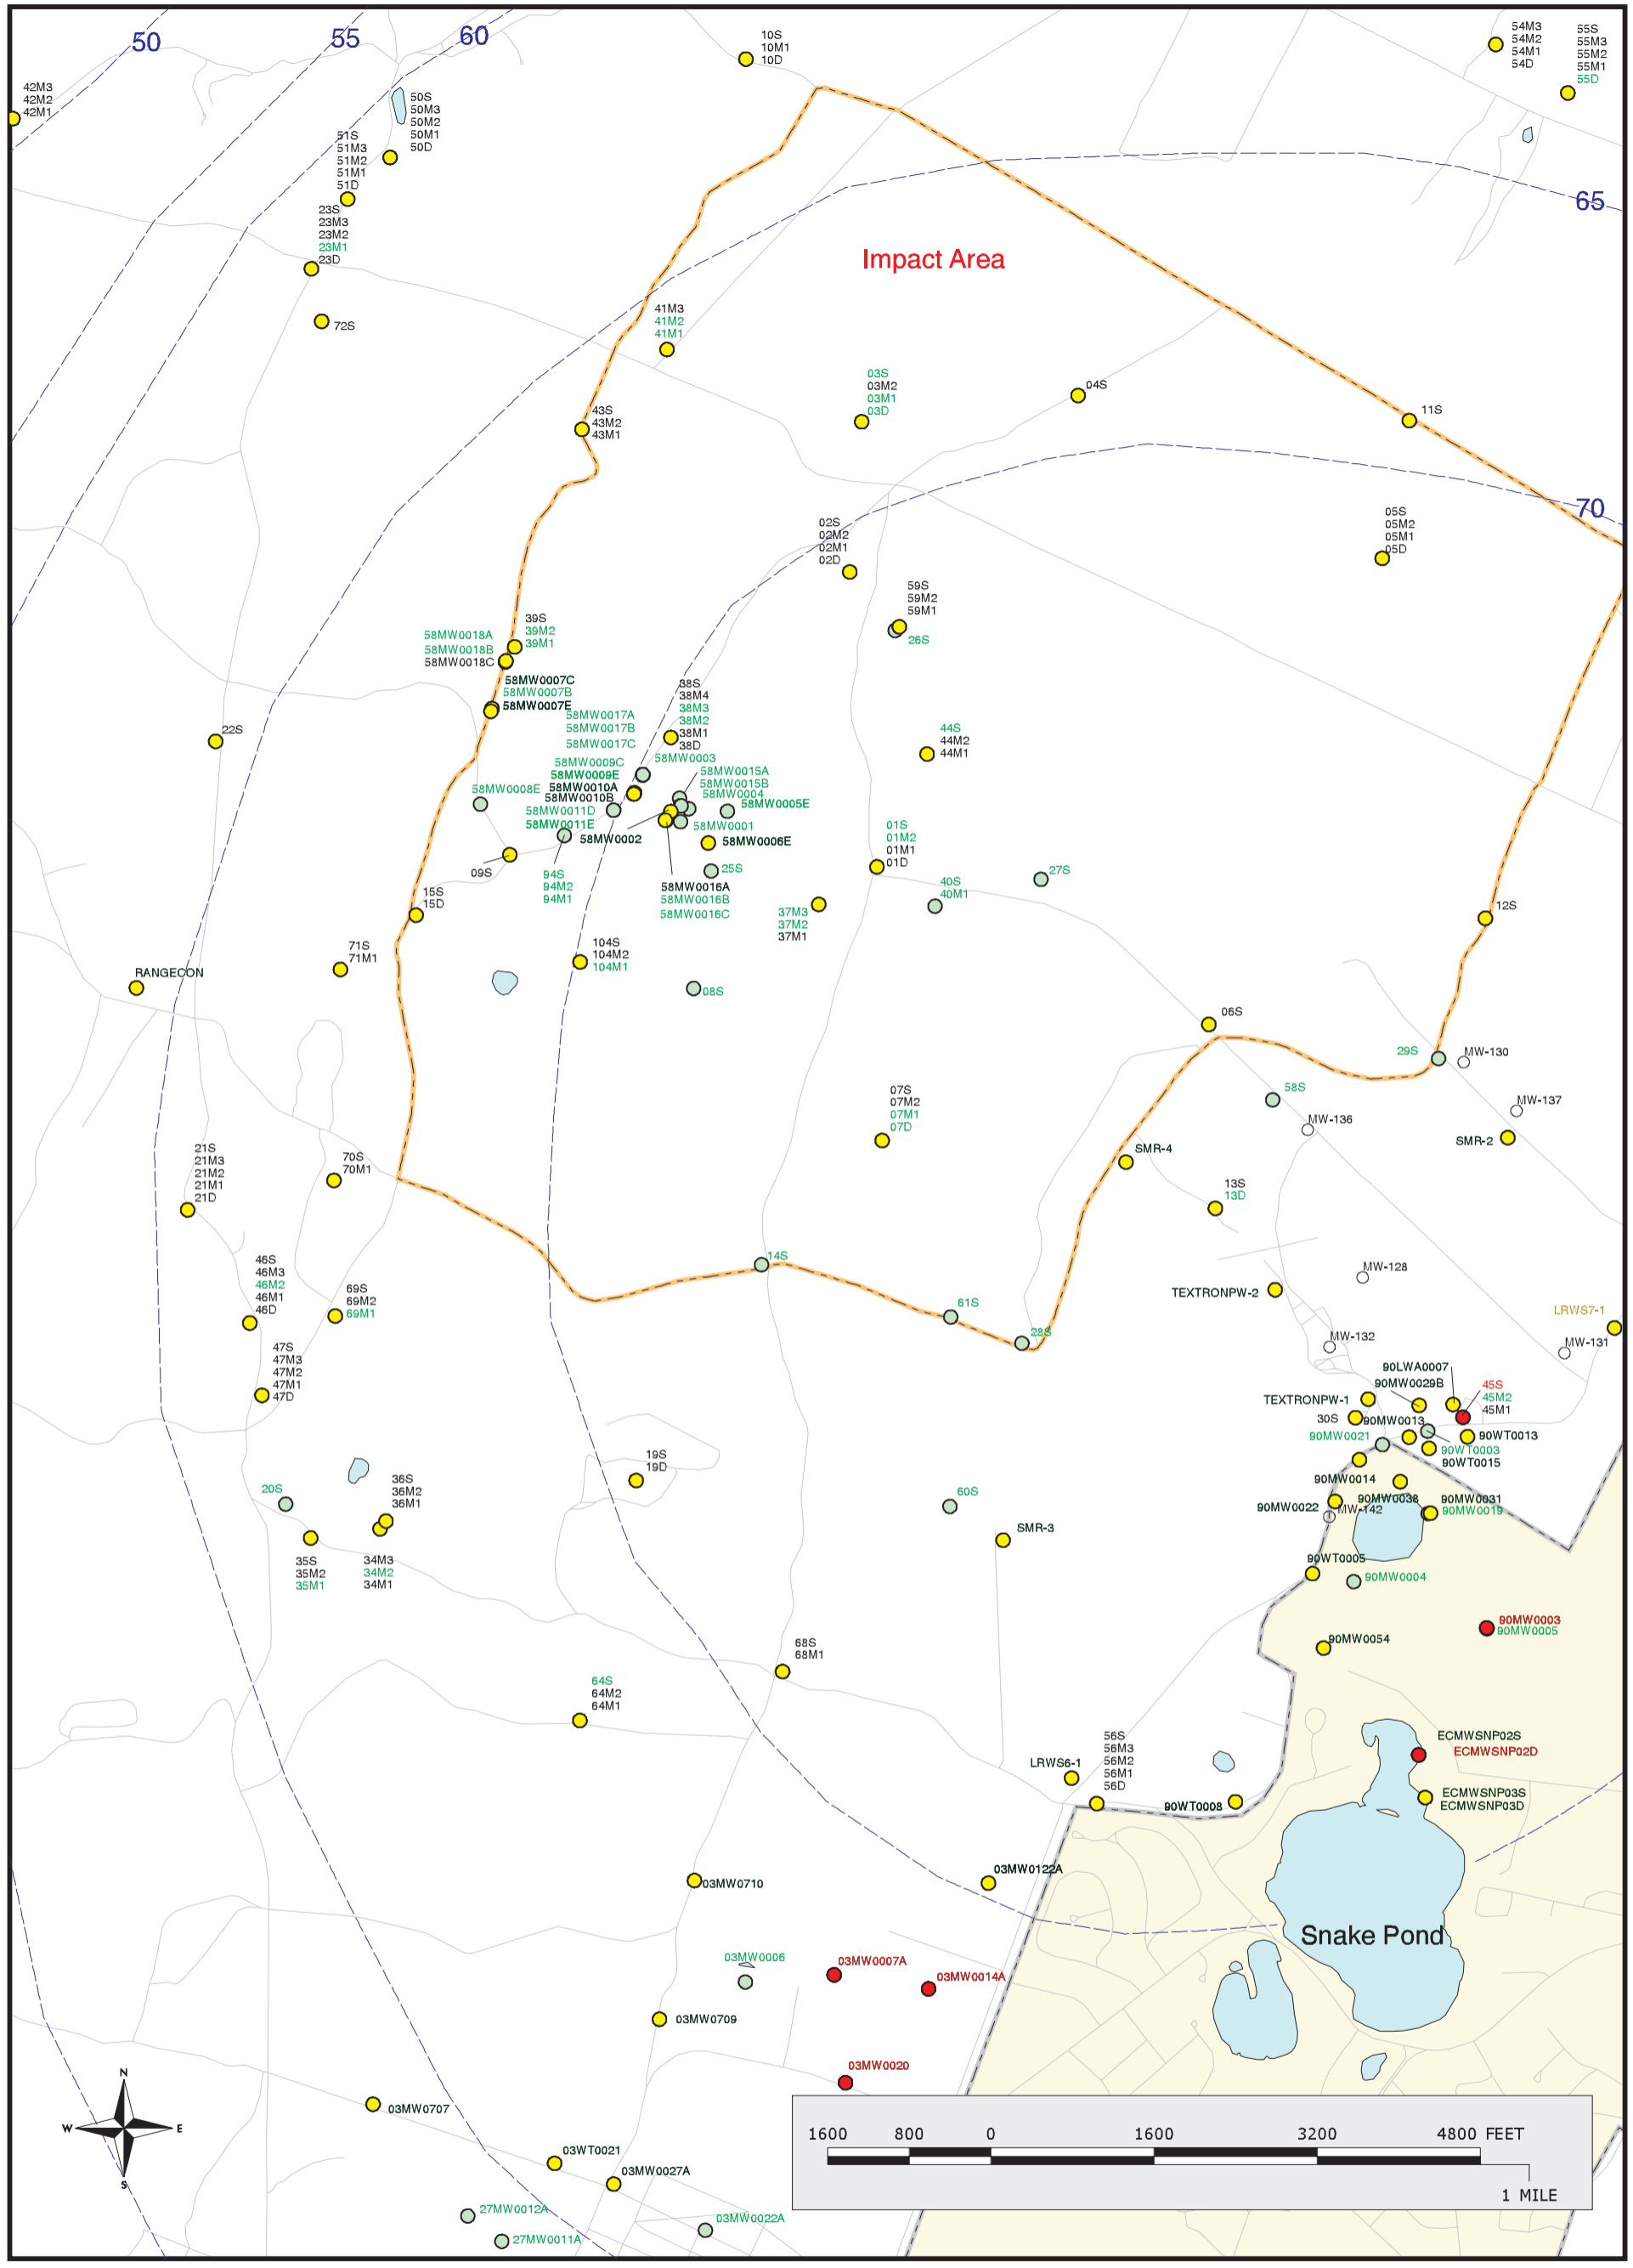 50
55
60
10S
10M1
10D
54M3
54M2
54M1
54D
55S
55M3
55M2
55M1
55D
42M3
42M2
42M1
50S
50M3
50M2
50M1
50D
51S
51M3
51M2
51M1
51D
23S
23M3
23M2
23M1
23D
65
Impact Area
72S
41M3
41M2
41M1
03S
03M2
03M1
03D
04S
11S
43S
43M2
43M1
70
02S
02M2
02M1
02D
05S
05M2
05M1
05D
59S
59M2
59M1
26S
39S
39M2
39M1
58MW0018A
58MW0018B
58MW0018C
58MW0007C
58MW0007B
58MW0007E
38S
38M4
38M3
38M2
38M1
38D
58MW0017A
58MW0017B
58MW0017C
22S
44S
44M2
44M1
58MW0003
58MW0009C
58MW0009E
58MW0010A
58MW0010B
58MW0011D
58MW0011E
58MW0008E
58MW0015A
58MW0015B
58MW0004
58MW0005E
58MW0001
58MW0002
58MW0006E
01S
01M2
01M1
01D
09S
94S
94M2
94M1
25S
58MW0016A
58MW0016B
58MW0016C
27S
40S
40M1
15S
15D
37M3
37M2
37M1
12S
71S
71M1
104S
104M2
104M1
RANGECON
08S
06S
29S
MW-130
58S
MW-137
MW-136
SMR-2
07S
07M2
07M1
07D
SMR-4
21S
21M3
21M2
21M1
21D
70S
70M1
13S
13D
14S
46S
46M3
46M2
46M1
46D
69S
69M2
69M1
MW-128
TEXTRONPW-2
61S
28S
LRWS7-1
MW-132
MW-131
47S
47M3
47M2
47M1
47D
90LWA0007
90MW0029B
45S
45M2
45M1
TEXTRONPW-1
30S
90MW0013
90MW0021
90WT0013
90WT0003
90WT0015
19S
19D
90MW0014
36S
36M2
36M1
20S
60S
90MW0022
90MW0038
MW-142
90MW0031
90MW0019
SMR-3
35S
35M2
35M1
34M3
34M2
34M1
90WT0005
90MW0004
90MW0003
90MW0005
90MW0054
68S
68M1
64S
64M2
64M1
56S
56M3
56M2
56M1
56D
LRWS6-1
ECMWSNP02S
ECMWSNP02D
ECMWSNP03S
ECMWSNP03D
90WT0008
03MW0710
03MW0122A
Snake Pond
03MW0006
03MW0007A
03MW0014A
03MW0709
03MW0020
N
W
E
S
03MW0707
1600 800 0 1600 3200 4800 FEET
1 MILE
03WT0021
03MW0027A
27MW0012A
03MW0022A
27MW0011A